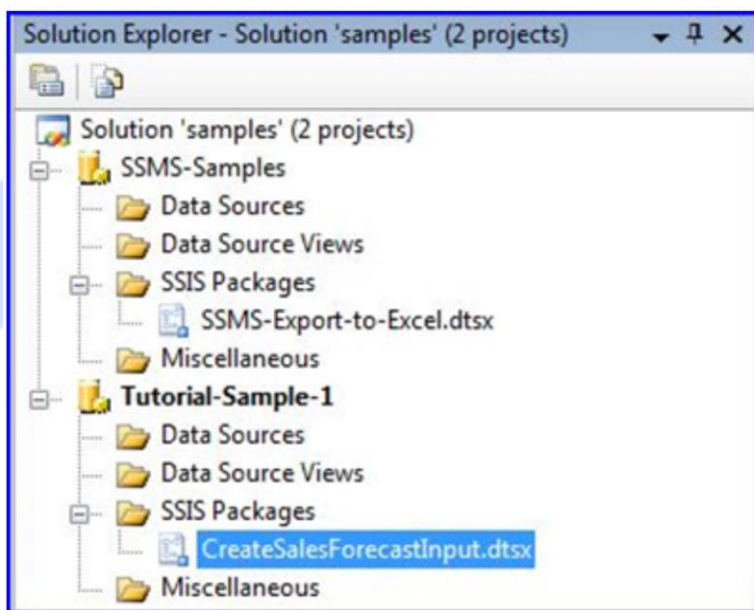 Solution Explorer - Solution 'samples' (2 projects)
Solution 'samples' (2 projects)
SSMS-Samples
Data Sources
Data Source Views
SSIS Packages
SSMS-Export-to-Excel.dtsx
Miscellaneous
Tutorial-Sample-1
Data Sources
Data Source Views
SSIS Packages
CreateSalesForecastInput.dtsx
Miscellaneous